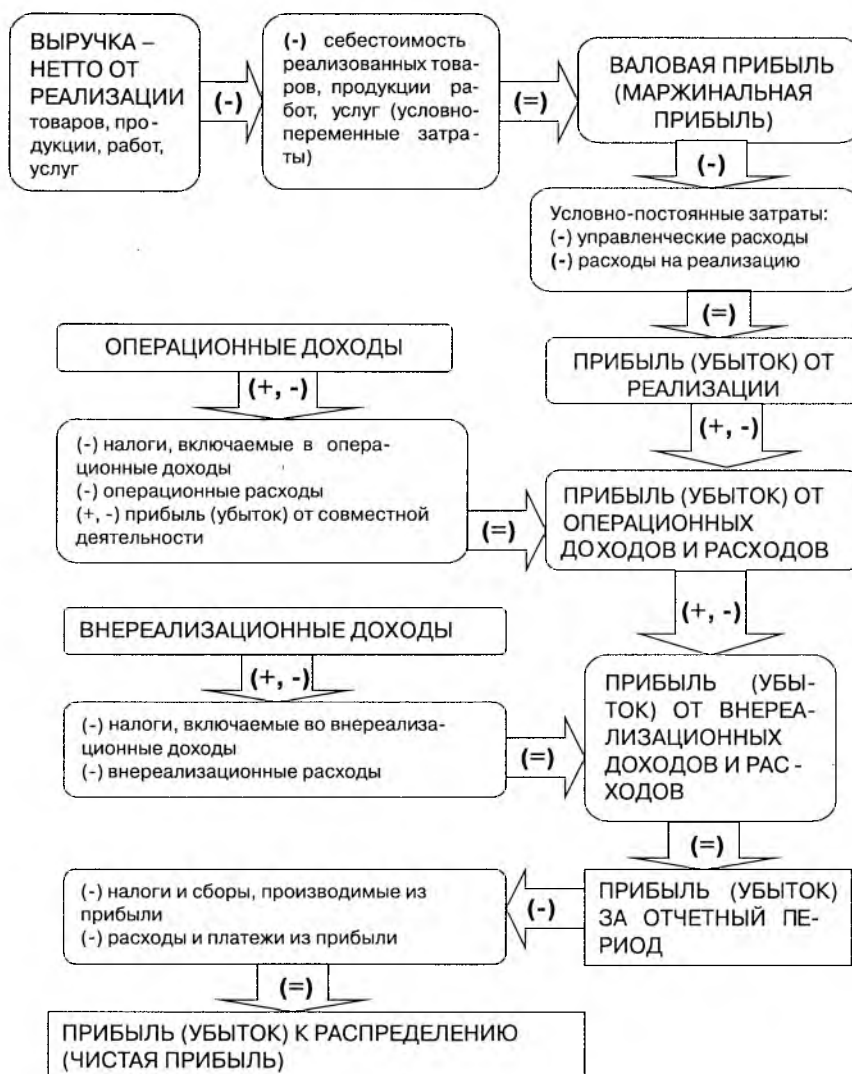 ВЫРУЧКА –
НЕТТО ОТ
РЕАЛИЗАЦИИ
товаров, про-
дукции, работ,
услуг
(-)
(-) себестоимость
реализованных това-
ров, продукции ра-
бот, услуг (условно-
переменные затра-
ты)
(=)
ВАЛОВАЯ ПРИБЫЛЬ
(МАРЖИНАЛЬНАЯ
ПРИБЫЛЬ)
(-)
Условно-постоянные затраты:
(-) управленческие расходы
(-) расходы на реализацию
(=)
ПРИБЫЛЬ (УБЫТОК) ОТ
РЕАЛИЗАЦИИ
(+, -)
ОПЕРАЦИОННЫЕ ДОХОДЫ
(+, -)
(-) налоги, включаемые в опера-
ционные доходы
(-) операционные расходы
(+, -) прибыль (убыток) от совместной
деятельности
(=)
ПРИБЫЛЬ (УБЫТОК) ОТ
ОПЕРАЦИОННЫХ
ДОХОДОВ И РАСХОДОВ
(+, -)
ВНЕРЕАЛИЗАЦИОННЫЕ ДОХОДЫ
(+, -)
(-) налоги, включаемые во внереализа-
ционные доходы
(-) внереализационные расходы
(=)
ПРИБЫЛЬ (УБЫ-
ТОК) ОТ ВНЕРЕА-
ЛИЗАЦИОННЫХ
ДОХОДОВ И РАС-
ХОДОВ
(=)
ПРИБЫЛЬ (УБЫТОК)
ЗА ОТЧЕТНЫЙ ПЕ-
РИОД
(-)
(-) налоги и сборы, производимые из
прибыли
(-) расходы и платежи из прибыли
(=)
ПРИБЫЛЬ (УБЫТОК) К РАСПРЕДЕЛЕНИЮ
(ЧИСТАЯ ПРИБЫЛЬ)